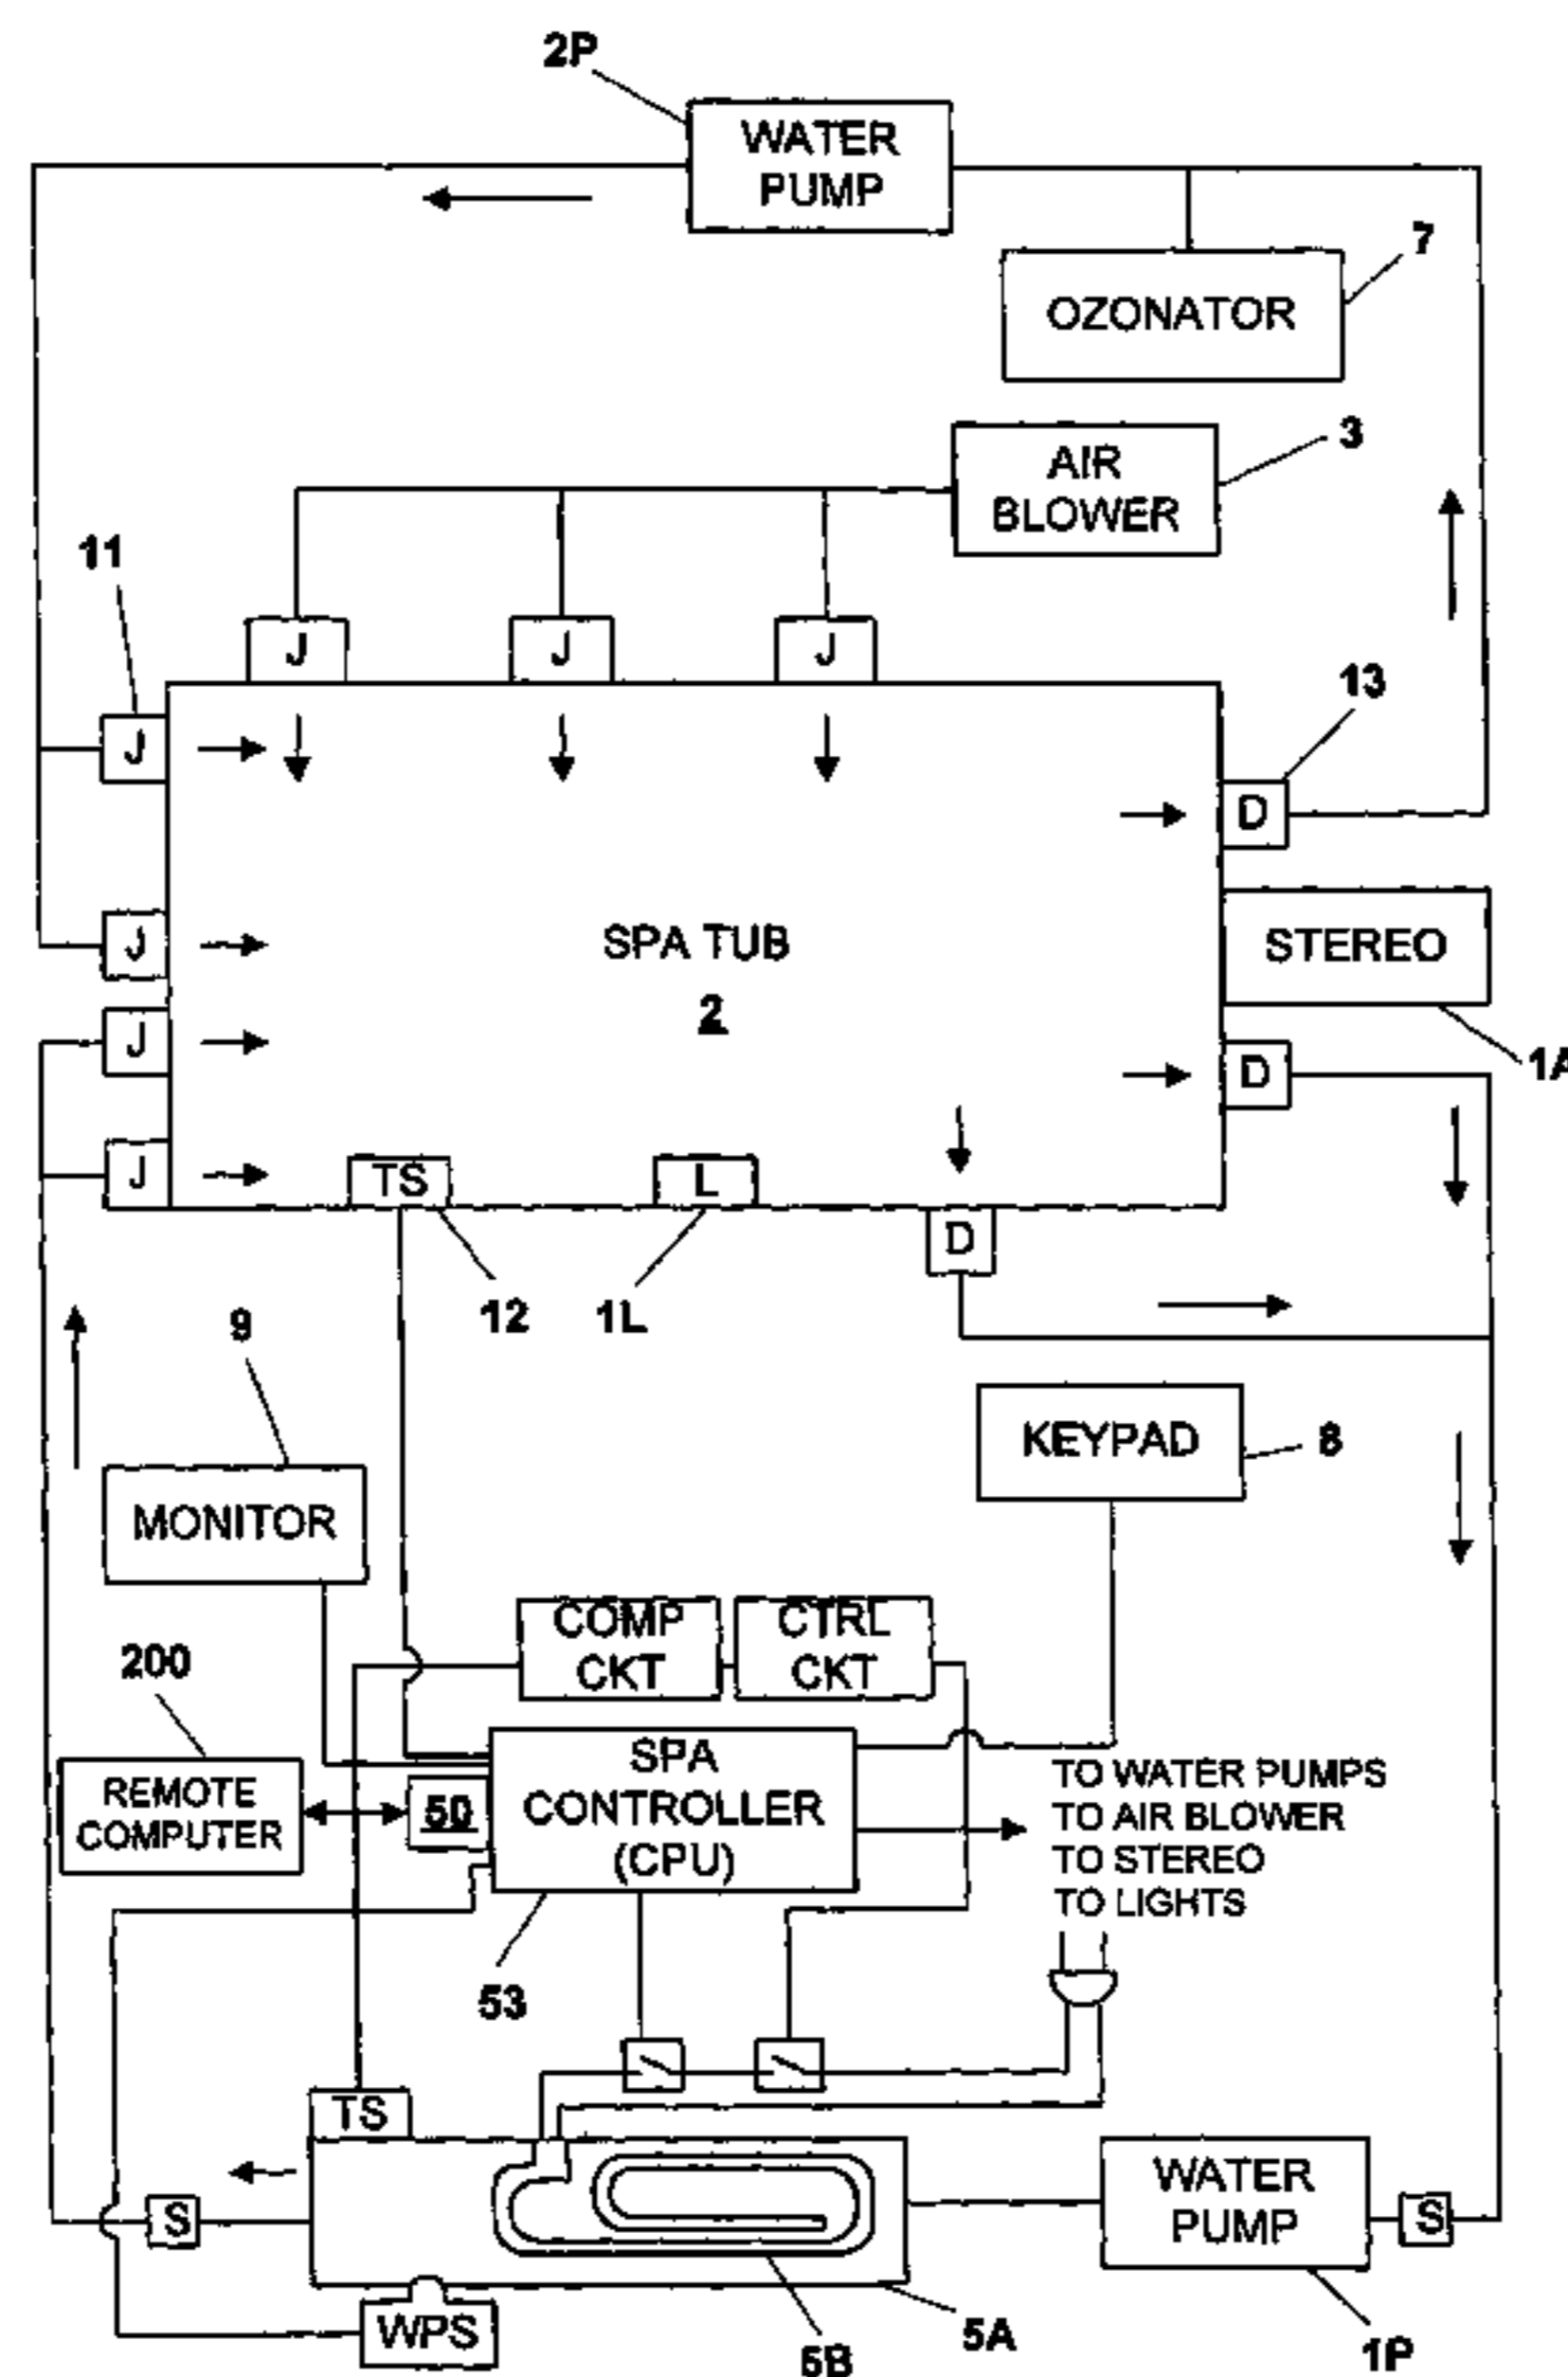 2P
WATER
PUMP
7
OZONATOR
3
AIR
BLOWER
11
J
J
J
13
J
D
J
SPA TUB
STEREO
2
J
D
1A
J
TS
L
D
12
1L
9
KEYPAD
8
MONITOR
COMP
CKT
CTRL
CKT
200
SPA
CONTROLLER
(CPU)
REMOTE
COMPUTER
50
TO WATER PUMPS
TO AIR BLOWER
TO STEREO
TO LIGHTS
53
TS
WATER
PUMP
S
S
WPS
5B
5A
1P